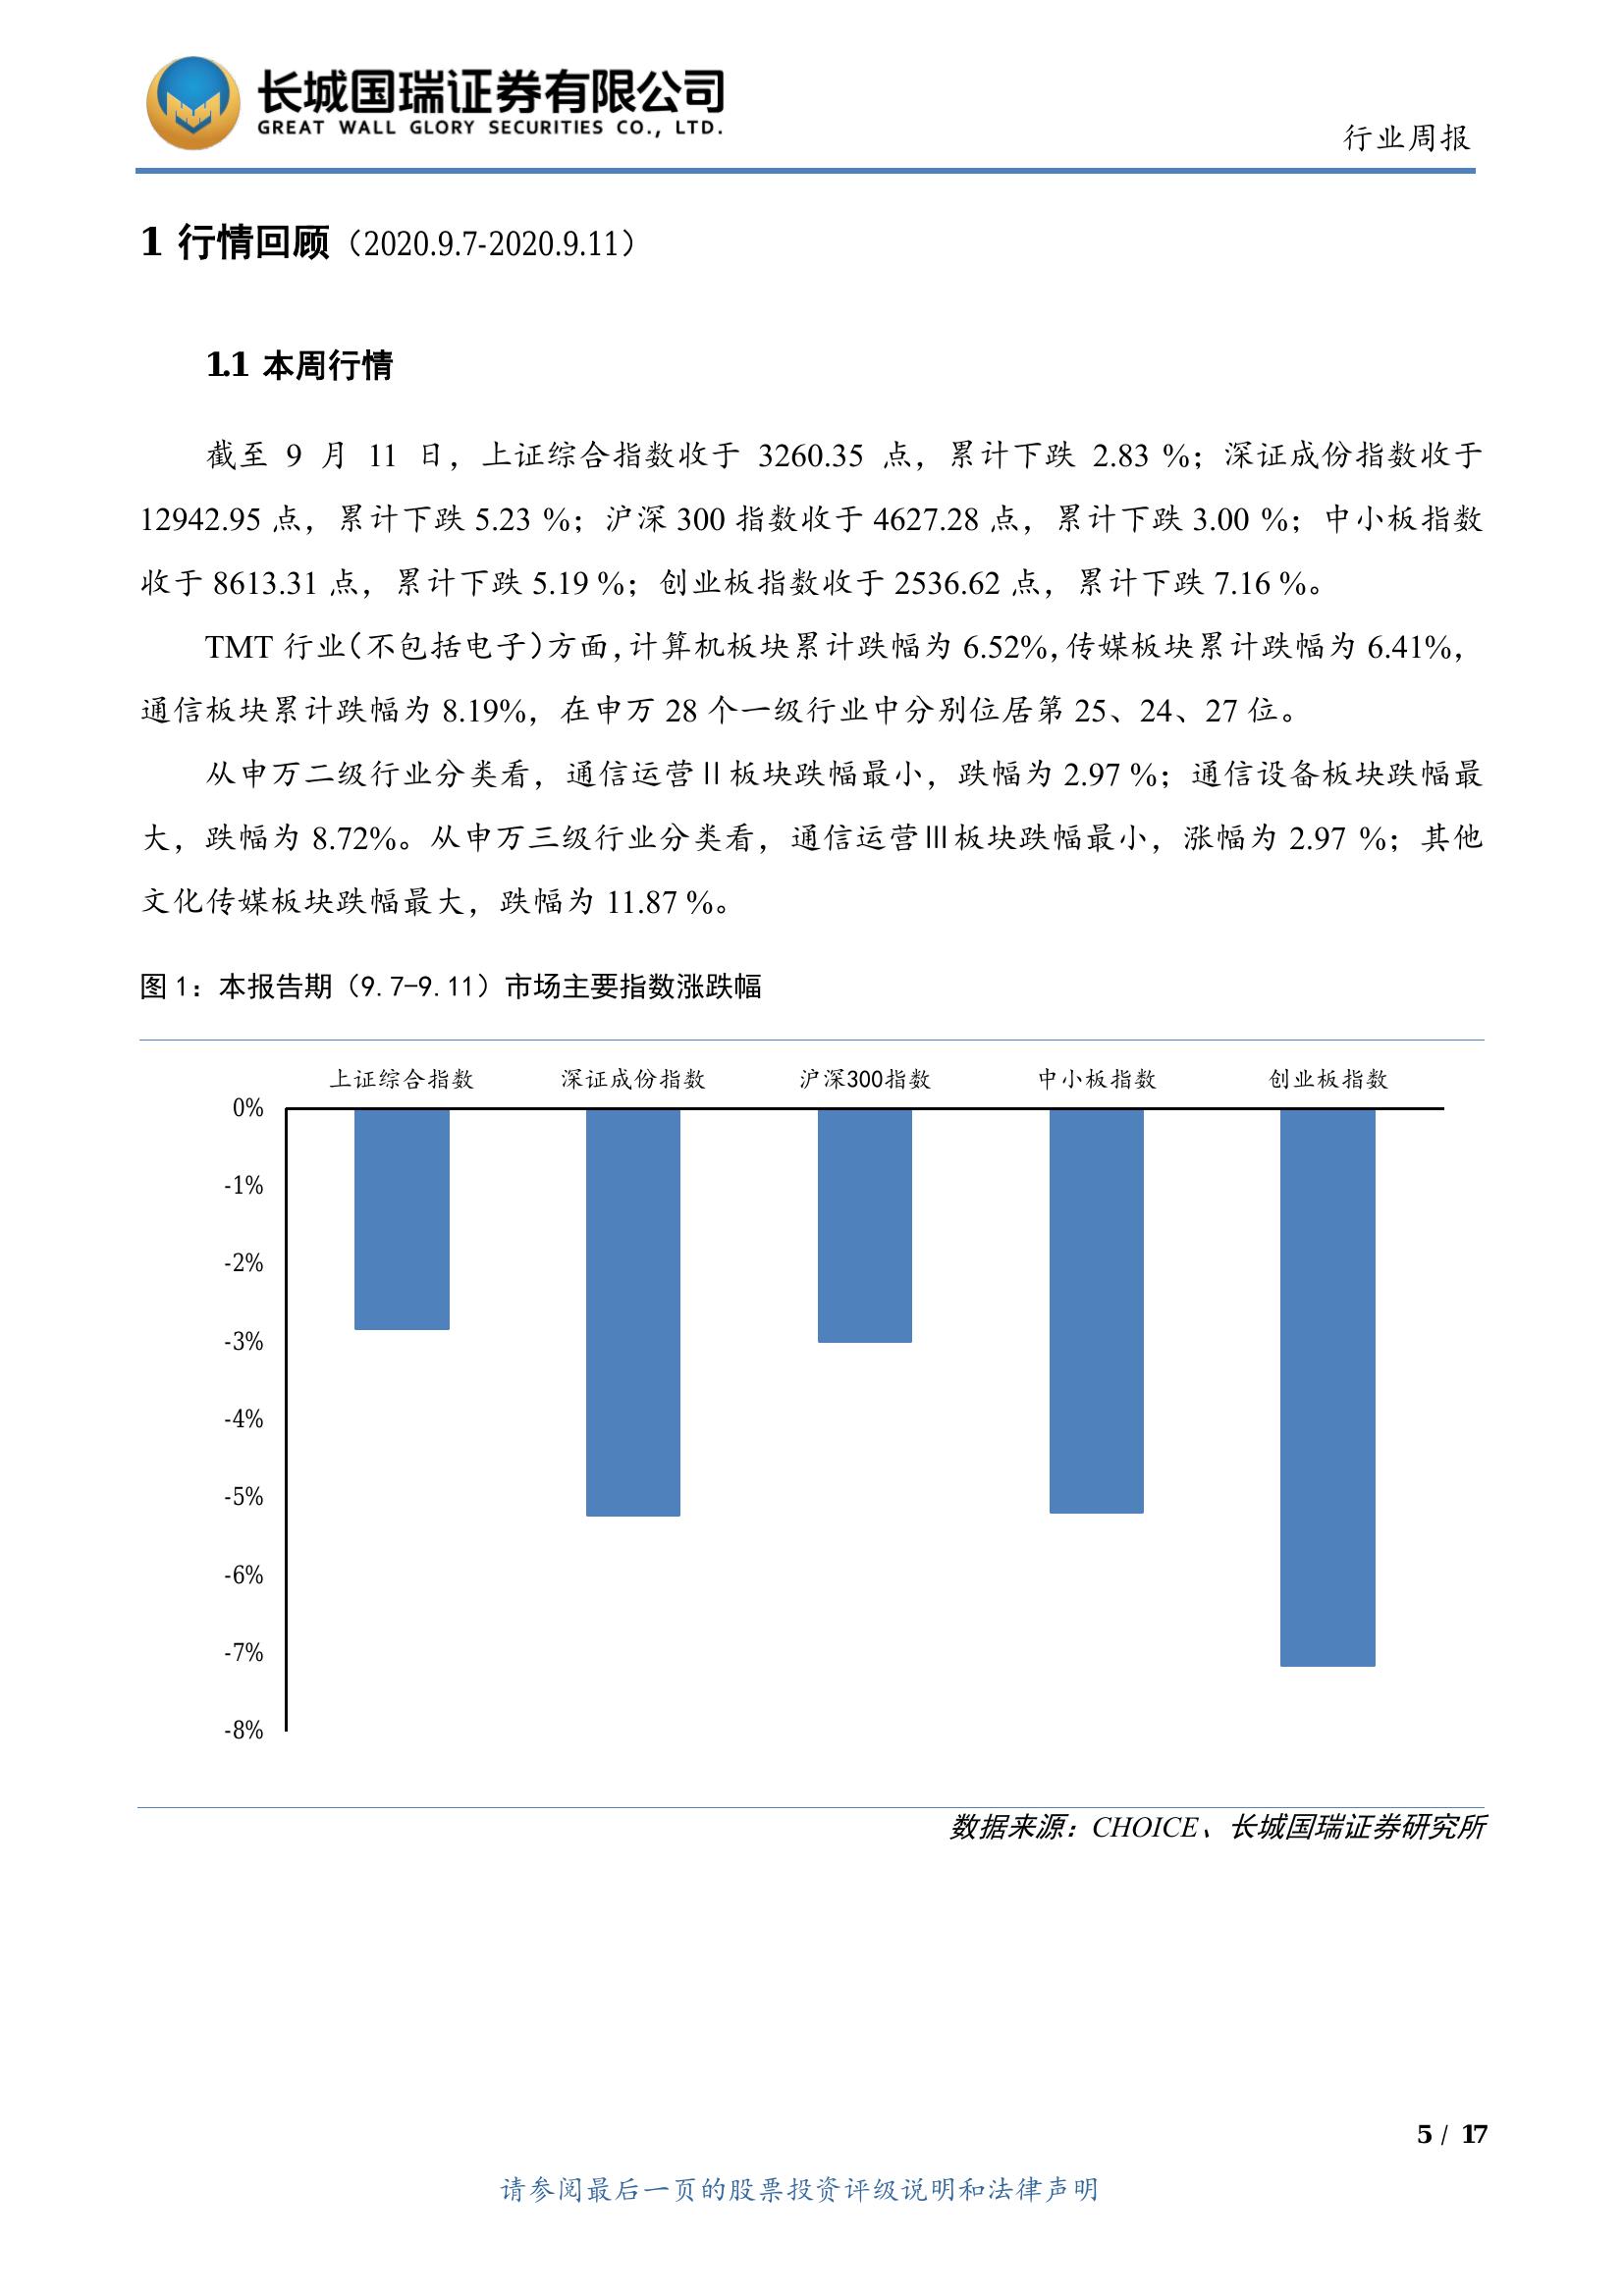 长城国瑞证券有限公司
GREAT WALL GLORY SECURITIES CO., LTD.
行业周报
1 行情回顾（2020.9.7-2020.9.11）
1.1 本周行情
截至 9 月 11 日，上证综合指数收于 3260.35 点，累计下跌 2.83 %；深证成份指数收于
12942.95 点，累计下跌 5.23 %；沪深 300 指数收于 4627.28 点，累计下跌 3.00 %；中小板指数
收于 8613.31 点，累计下跌 5.19 %；创业板指数收于 2536.62 点，累计下跌 7.16 %。
TMT 行业（不包括电子）方面，计算机板块累计跌幅为 6.52%，传媒板块累计跌幅为 6.41%，
通信板块累计跌幅为 8.19%，在申万 28 个一级行业中分别位居第 25、24、27 位。
从申万二级行业分类看，通信运营Ⅱ板块跌幅最小，跌幅为 2.97 %；通信设备板块跌幅最
大，跌幅为 8.72%。从申万三级行业分类看，通信运营Ⅲ板块跌幅最小，涨幅为 2.97 %；其他
文化传媒板块跌幅最大，跌幅为 11.87 %。
图 1：本报告期（9.7-9.11）市场主要指数涨跌幅
上证综合指数 深证成份指数 沪深300指数 中小板指数 创业板指数
0%
-1%
-2%
-3%
-4%
-5%
-6%
-7%
-8%
数据来源：CHOICE、长城国瑞证券研究所
5 / 17
请参阅最后一页的股票投资评级说明和法律声明